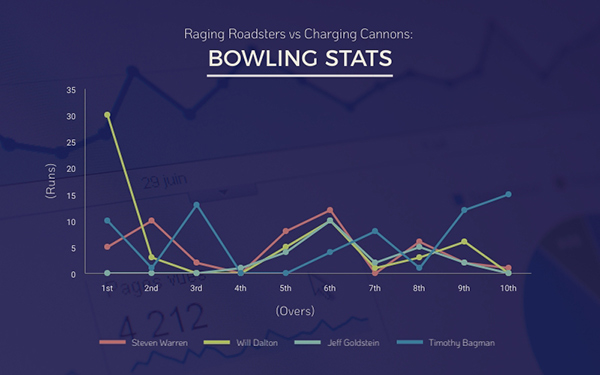 Raging Roadsters vs Charging Cannons:
BOWLING STATS
35
30
25
20
15
10
5
0
(Runs)
29 juin
1st 2nd 3rd 4th 5th 6th 7th 8th 9th 10th
(Overs)
4 212
Steven Warren Will Dalton Jeff Goldstein Timothy Bagman